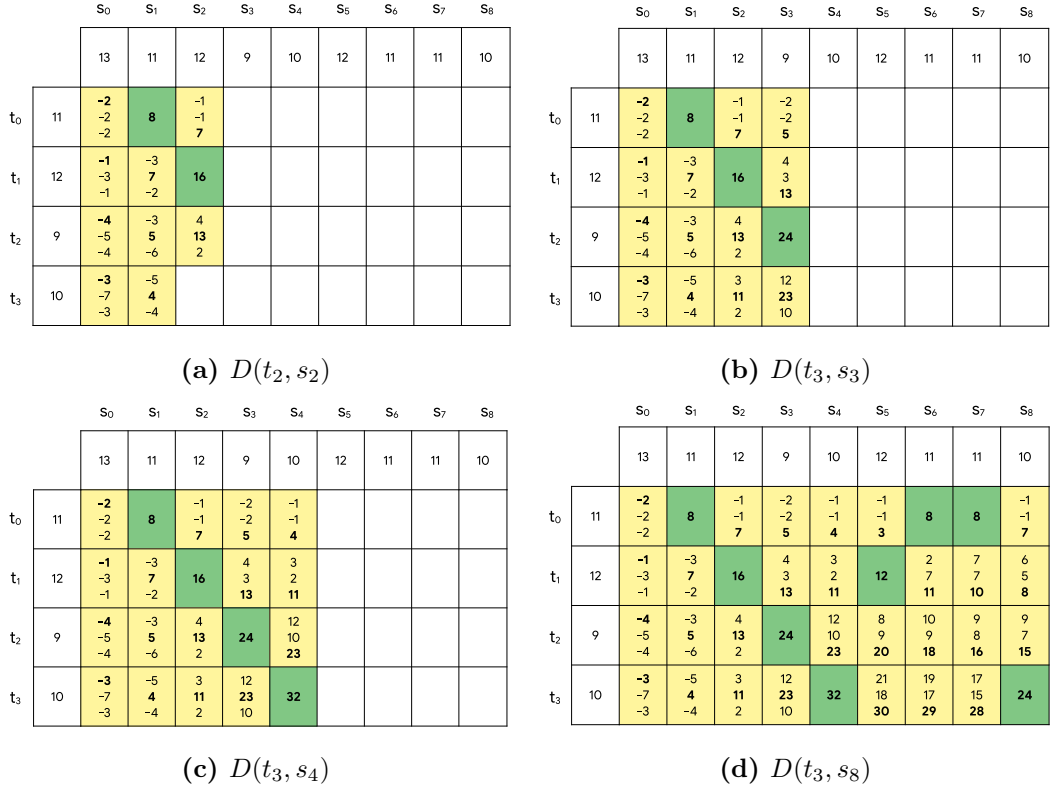 S₀ S₁ S₂ S₃ S₄ S₅ S₆ S₇ S₈
13 11 12 9 10 12 11 11 10
–2 –1
t₀ 11 –2 8 –1
–2 7
–1 –3
t₁ 12 –3 7 16
–1 –2
–4 –3 4
t₂ 9 –5 5 13
–4 –6 2
–3 –5
t₃ 10 –7 4
–3 –4
(a) D(t₂, s₂)
S₀ S₁ S₂ S₃ S₄ S₅ S₆ S₇ S₈
13 11 12 9 10 12 11 11 10
–2 –1 –2
t₀ 11 –2 8 –1 –2
–2 7 5
–1 –3 4
t₁ 12 –3 7 16 3
–1 –2 13
–4 –3 4
t₂ 9 –5 5 13 24
–4 –6 2
–3 –5 3 12
t₃ 10 –7 4 11 23
–3 –4 2 10
(b) D(t₃, s₃)
S₀ S₁ S₂ S₃ S₄ S₅ S₆ S₇ S₈
13 11 12 9 10 12 11 11 10
–2 –1 –2 –1
t₀ 11 –2 8 –1 –2 –1
–2 7 5 4
–1 –3 4 3
t₁ 12 –3 7 16 3 2
–1 –2 13 11
–4 –3 4 12
t₂ 9 –5 5 13 24 10
–4 –6 2 23
–3 –5 3 12
t₃ 10 –7 4 11 23 32
–3 –4 2 10
(c) D(t₃, s₄)
S₀ S₁ S₂ S₃ S₄ S₅ S₆ S₇ S₈
13 11 12 9 10 12 11 11 10
–2 –1 –2 –1 –1 –1
t₀ 11 –2 8 –1 –2 –1 –1 8 8 –1
–2 7 5 4 3 7
–1 –3 4 3 2 7 6
t₁ 12 –3 7 16 3 2 12 7 7 5
–1 –2 13 11 11 10 8
–4 –3 4 12 8 10 9 9
t₂ 9 –5 5 13 24 10 9 9 8 7
–4 –6 2 23 20 18 16 15
–3 –5 3 12 21 19 17
t₃ 10 –7 4 11 23 32 18 17 15 24
–3 –4 2 10 30 29 28
(d) D(t₃, s₈)